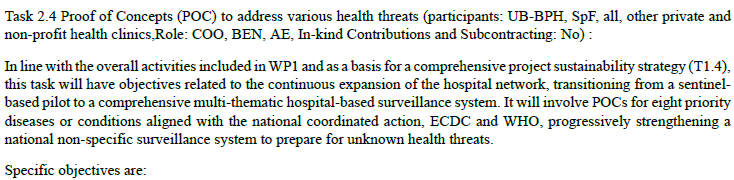 Task 2.4 Proof of Concepts (POC) to address various health threats (participants: UB-BPH, SpF, all, other private and
non-profit health clinics,Role: COO, BEN, AE, In-kind Contributions and Subcontracting: No) :
In line with the overall activities included in WP1 and as a basis for a comprehensive project sustainability strategy (T1.4),
this task will have objectives related to the continuous expansion of the hospital network, transitioning from a sentinel-
based pilot to a comprehensive multi-thematic hospital-based surveillance system. It will involve POCs for eight priority
diseases or conditions aligned with the national coordinated action, ECDC and WHO, progressively strengthening a
national non-specific surveillance system to prepare for unknown health threats.
Specific objectives are: